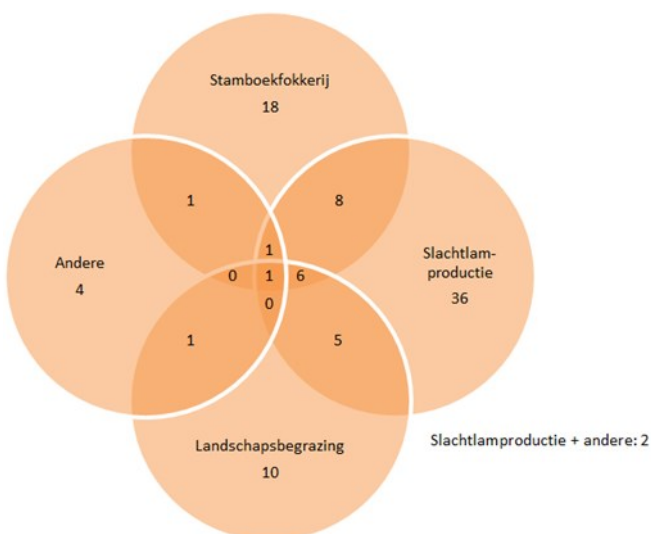 Stamboekfokkerij
18
1
8
Andere
4
Slachtlam-
productie
36
1
0
1
6
0
1
5
Landschapsbegrazing
10
Slachtlamproductie + andere: 2